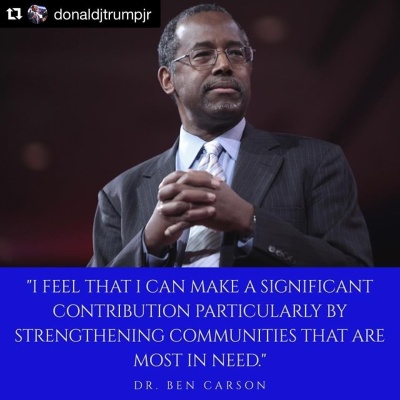 donaldjtrumpjr
"I FEEL THAT I CAN MAKE A SIGNIFICANT
CONTRIBUTION PARTICULARLY BY
STRENGTHENING COMMUNITIES THAT ARE
MOST IN NEED."
DR. BEN CARSON